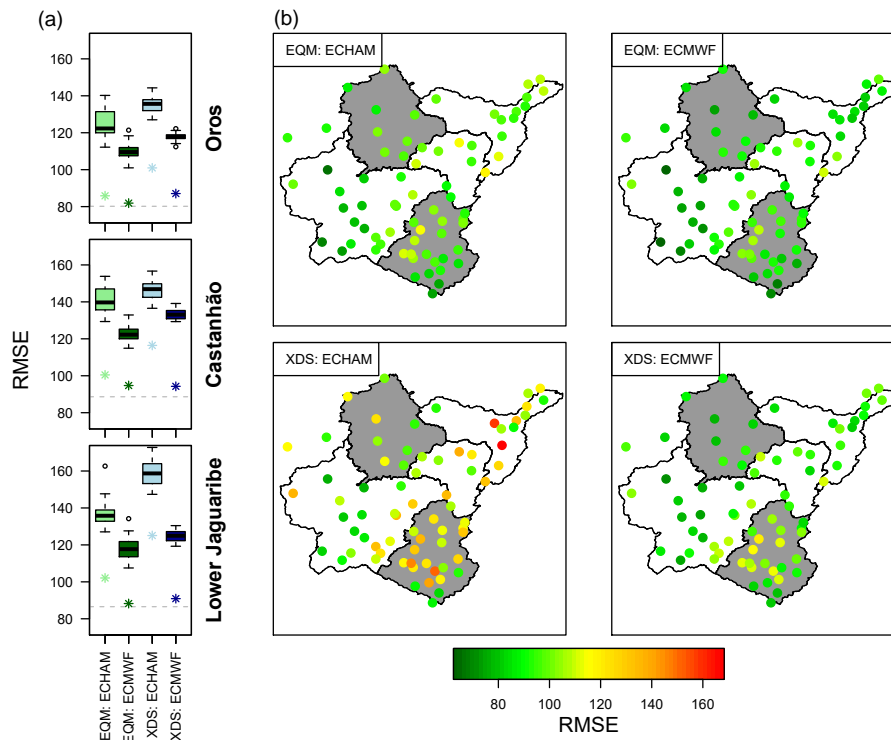 (a)
(b)
RMSE
160
140
120
100
80
Oros
160
140
120
100
80
Castanhão
160
140
120
100
80
Lower Jaguaribe
EQM: ECHAM
EQM: ECMWF
XDS: ECHAM
XDS: ECMWF
EQM: ECHAM
EQM: ECMWF
XDS: ECHAM
XDS: ECMWF
80
100
120
140
160
RMSE